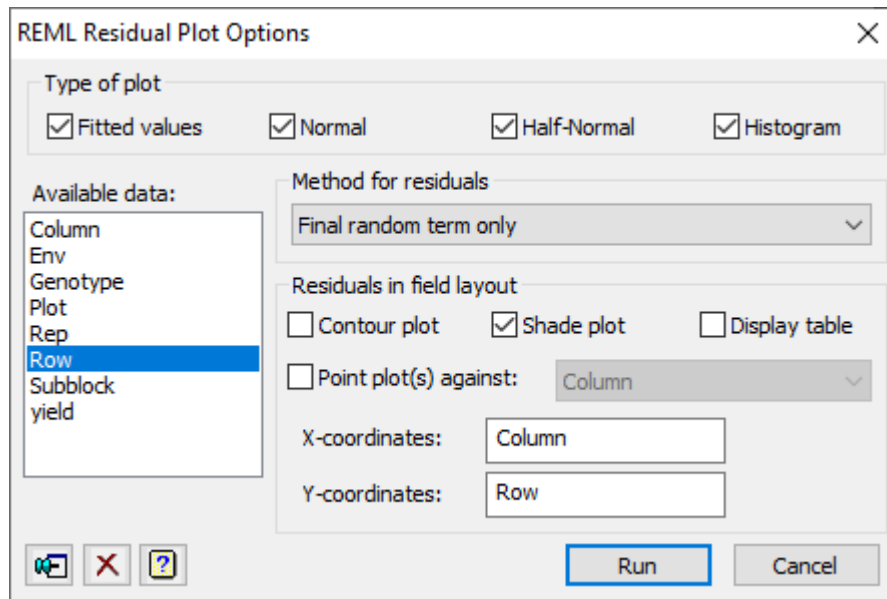 REML Residual Plot Options
Type of plot
Fitted values
Normal
Half-Normal
Histogram
Available data:
Column
Env
Genotype
Plot
Rep
Row
Subblock
yield
Method for residuals
Final random term only
Residuals in field layout
Contour plot
Shade plot
Display table
Point plot(s) against:
Column
X-coordinates:
Column
Y-coordinates:
Row
?
Run
Cancel